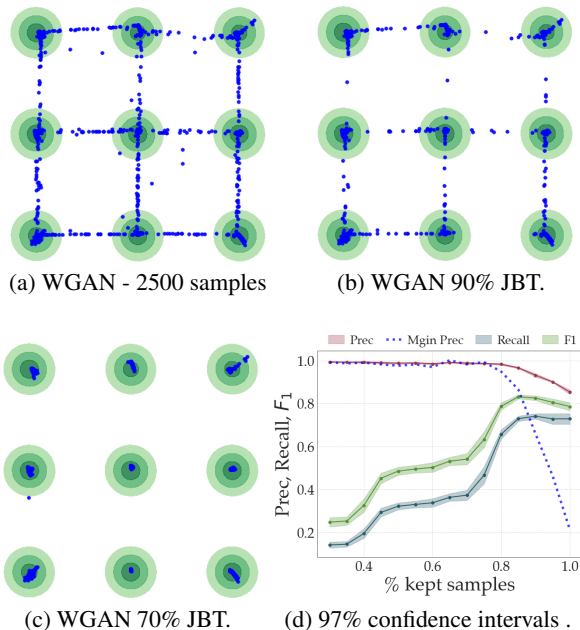 (a) WGAN - 2500 samples
(b) WGAN 90% JBT.
Prec Mgin Prec Recall F1
1.0
0.8
0.6
0.4
0.2
Prec, Recall, F1
0.4 0.6 0.8 1.0
% kept samples
(c) WGAN 70% JBT.
(d) 97% confidence intervals .